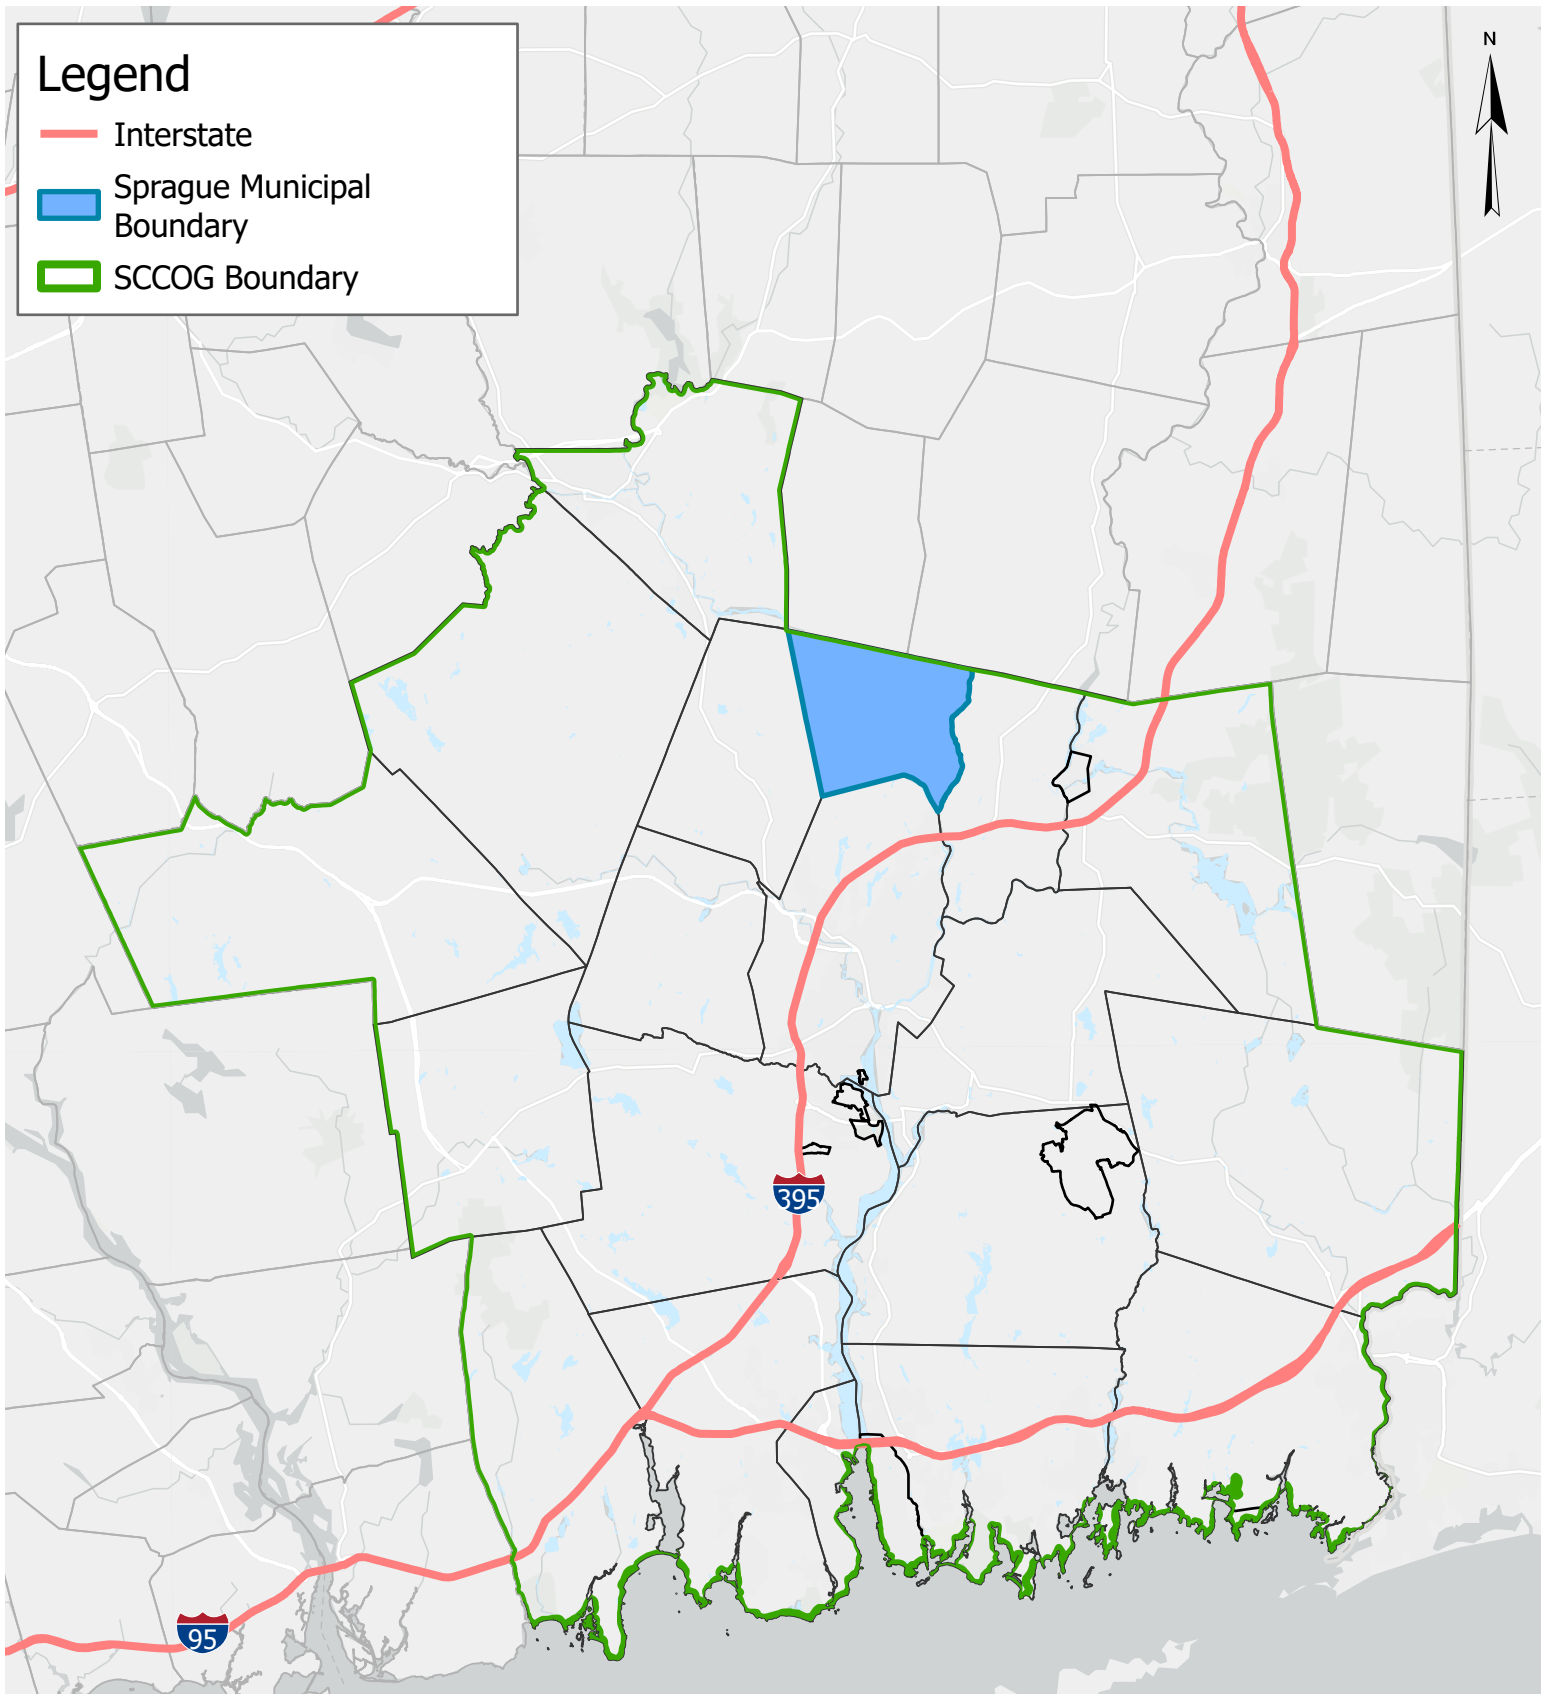 N
Legend
Interstate
Sprague Municipal
Boundary
SCCOG Boundary
395
95